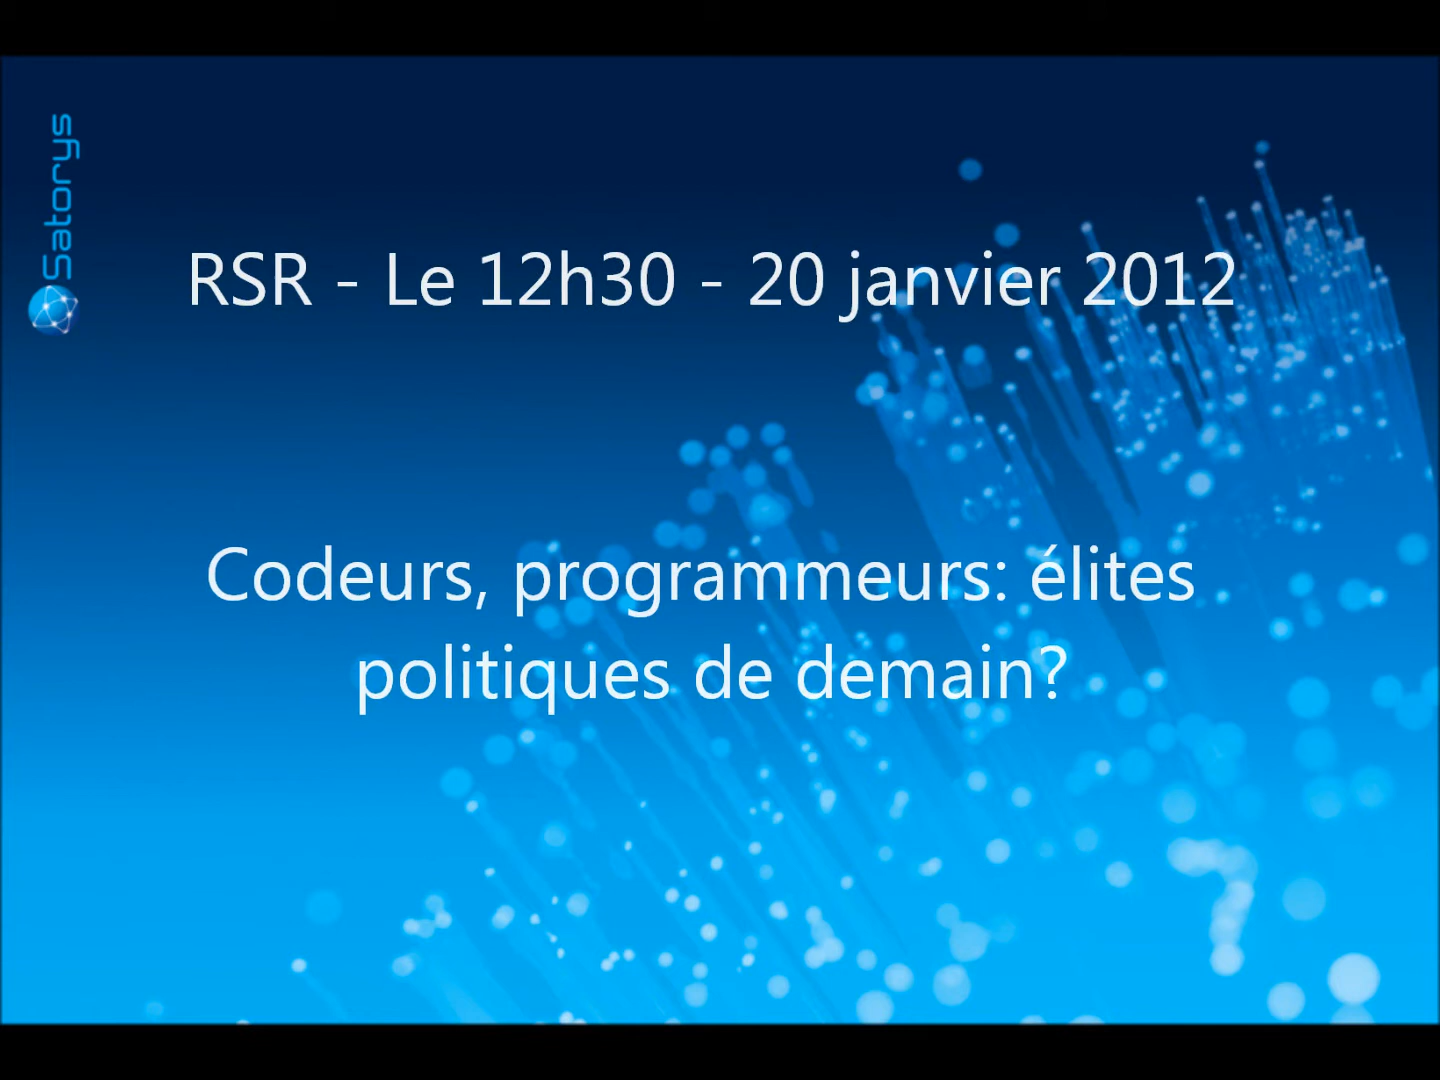 Satorys
RSR - Le 12h30 - 20 janvier 2012
Codeurs, programmeurs: élites
politiques de demain?